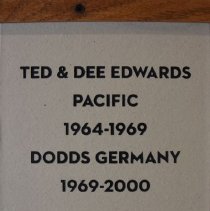 TED & DEE EDWARDS
PACIFIC
1964-1969
DODDS GERMANY
1969-2000